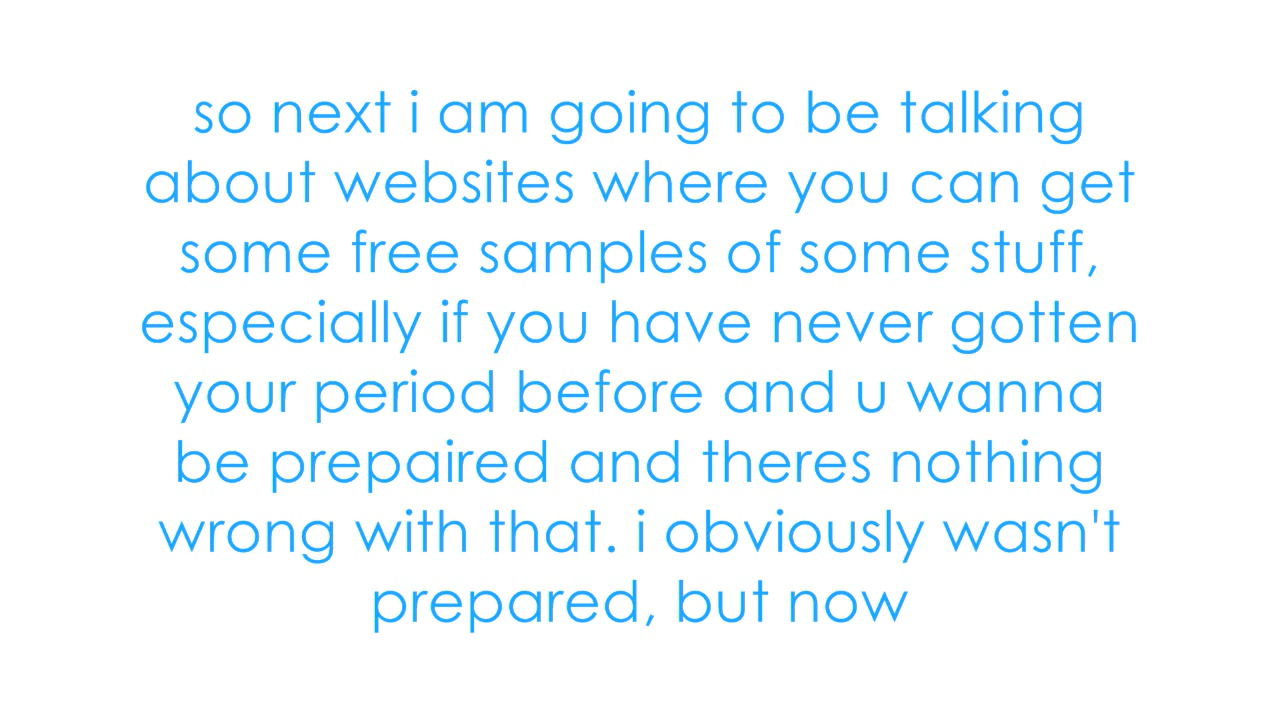 so next i am going to be talking
about websites where you can get
some free samples of some stuff,
especially if you have never gotten
your period before and u wanna
be prepaired and theres nothing
wrong with that. i obviously wasn't
prepared, but now